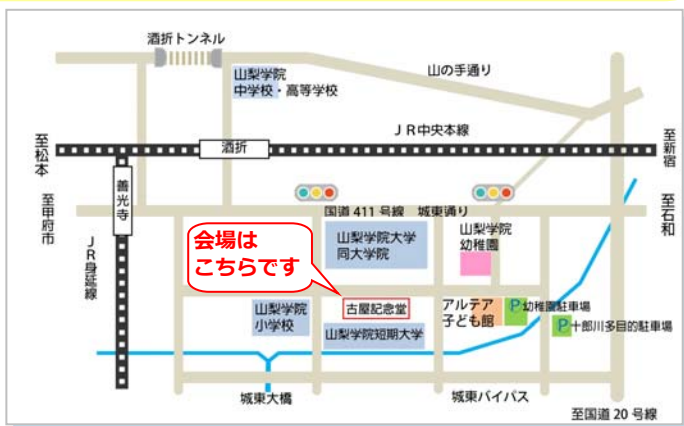 酒折トンネル
山梨学院
中学校・高等学校
山の手通り
ＪＲ中央本線
至松本
酒折
至新宿
善光寺
至甲府市
国道 411 号線　城東通り
至石和
会場は
こちらです
山梨学院大学
同大学院
山梨学院
幼稚園
ＪＲ身延線
山梨学院
小学校
古屋記念堂
アルテア
子ども館
P 幼稚園駐車場
山梨学院短期大学
P 十郎川多目的駐車場
城東大橋
城東バイパス
至国道 20 号線